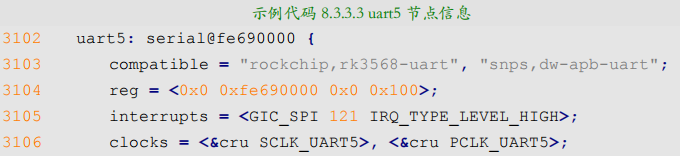 示例代码 8.3.3.3 uart5 节点信息
3102 uart5: serial@fe690000 {
3103 compatible = "rockchip,rk3568-uart", "snps,dw-apb-uart";
3104 reg = <0x0 0xfe690000 0x0 0x100>;
3105 interrupts = <GIC_SPI 121 IRQ_TYPE_LEVEL_HIGH>;
3106 clocks = <&cru SCLK_UART5>, <&cru PCLK_UART5>;